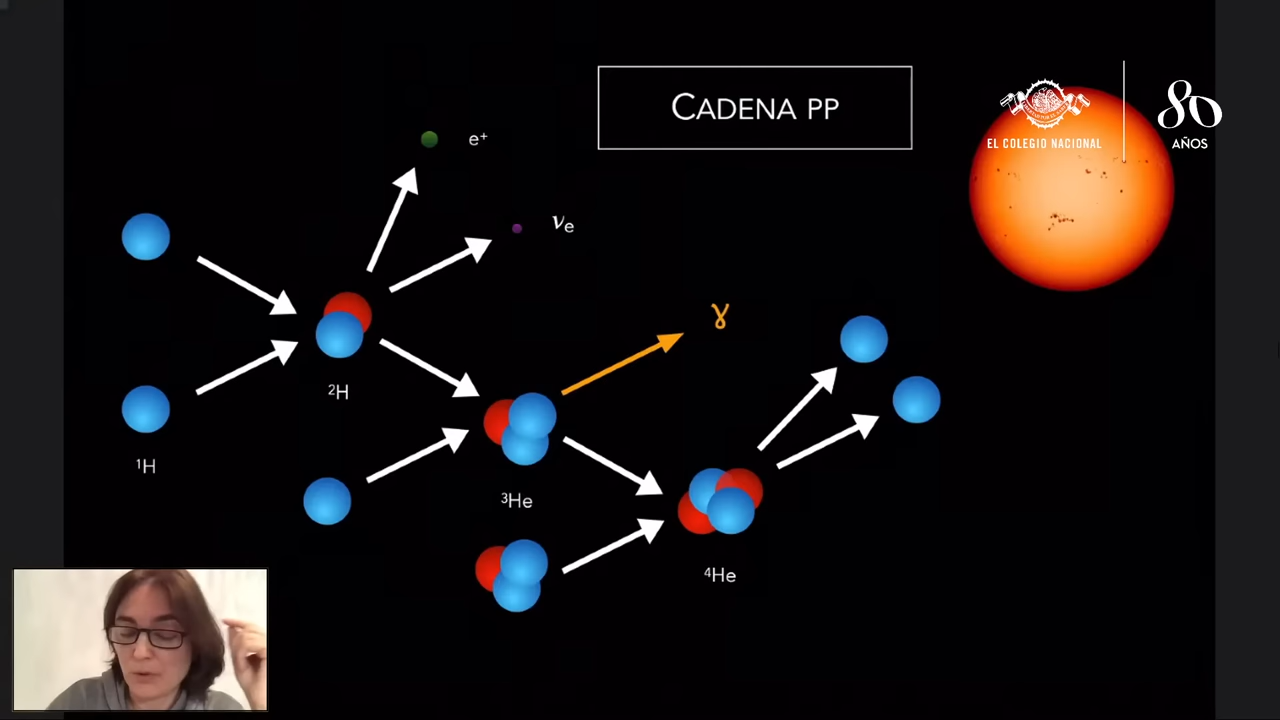 CADENA PP
EL COLEGIO NACIONAL
80
AÑOS
e⁺
νₑ
γ
²H
¹H
³He
⁴He